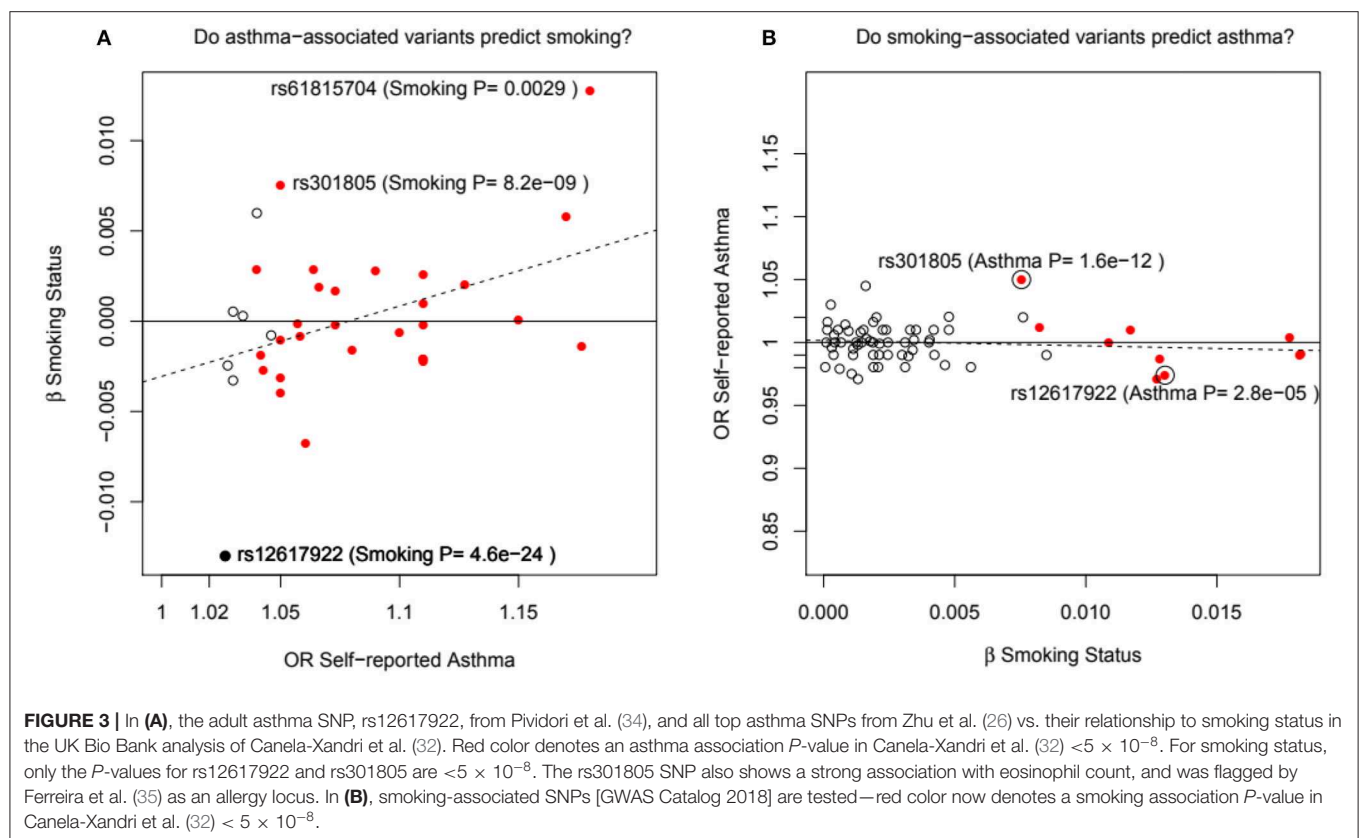 A Do asthma−associated variants predict smoking?
rs61815704 (Smoking P= 0.0029 )
rs301805 (Smoking P= 8.2e−09 )
rs12617922 (Smoking P= 4.6e−24 )
0.010
0.005
0.000
−0.005
−0.010
β Smoking Status
1 1.02 1.05 1.1 1.15
OR Self−reported Asthma
B Do smoking−associated variants predict asthma?
rs301805 (Asthma P= 1.6e−12 )
rs12617922 (Asthma P= 2.8e−05 )
1.15
1.1
1.05
1
0.95
0.9
0.85
OR Self−reported Asthma
0.000 0.005 0.010 0.015
β Smoking Status
FIGURE 3 | In (A), the adult asthma SNP, rs12617922, from Pividori et al. (34), and all top asthma SNPs from Zhu et al. (26) vs. their relationship to smoking status in
the UK Bio Bank analysis of Canela-Xandri et al. (32). Red color denotes an asthma association P-value in Canela-Xandri et al. (32) <5 × 10−8. For smoking status,
only the P-values for rs12617922 and rs301805 are <5 × 10−8. The rs301805 SNP also shows a strong association with eosinophil count, and was flagged by
Ferreira et al. (35) as an allergy locus. In (B), smoking-associated SNPs [GWAS Catalog 2018] are tested—red color now denotes a smoking association P-value in
Canela-Xandri et al. (32) < 5 × 10−8.